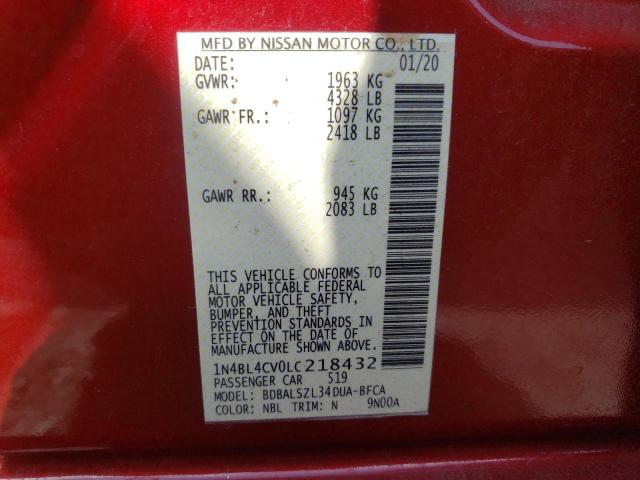 MFD BY NISSAN MOTOR CO., LTD.
DATE: 01/20
GVWR: 1963 KG
4328 LB
GAWR FR.: 1097 KG
2418 LB
GAWR RR.: 945 KG
2083 LB
THIS VEHICLE CONFORMS TO
ALL APPLICABLE FEDERAL
MOTOR VEHICLE SAFETY,
BUMPER, AND THEFT
PREVENTION STANDARDS IN
EFFECT ON THE DATE OF
MANUFACTURE SHOWN ABOVE.
1N4BL4CV0LC218432
PASSENGER CAR 519
MODEL: BDBALSZL34DUA-BFCA
COLOR: NBL TRIM: N 9N00A